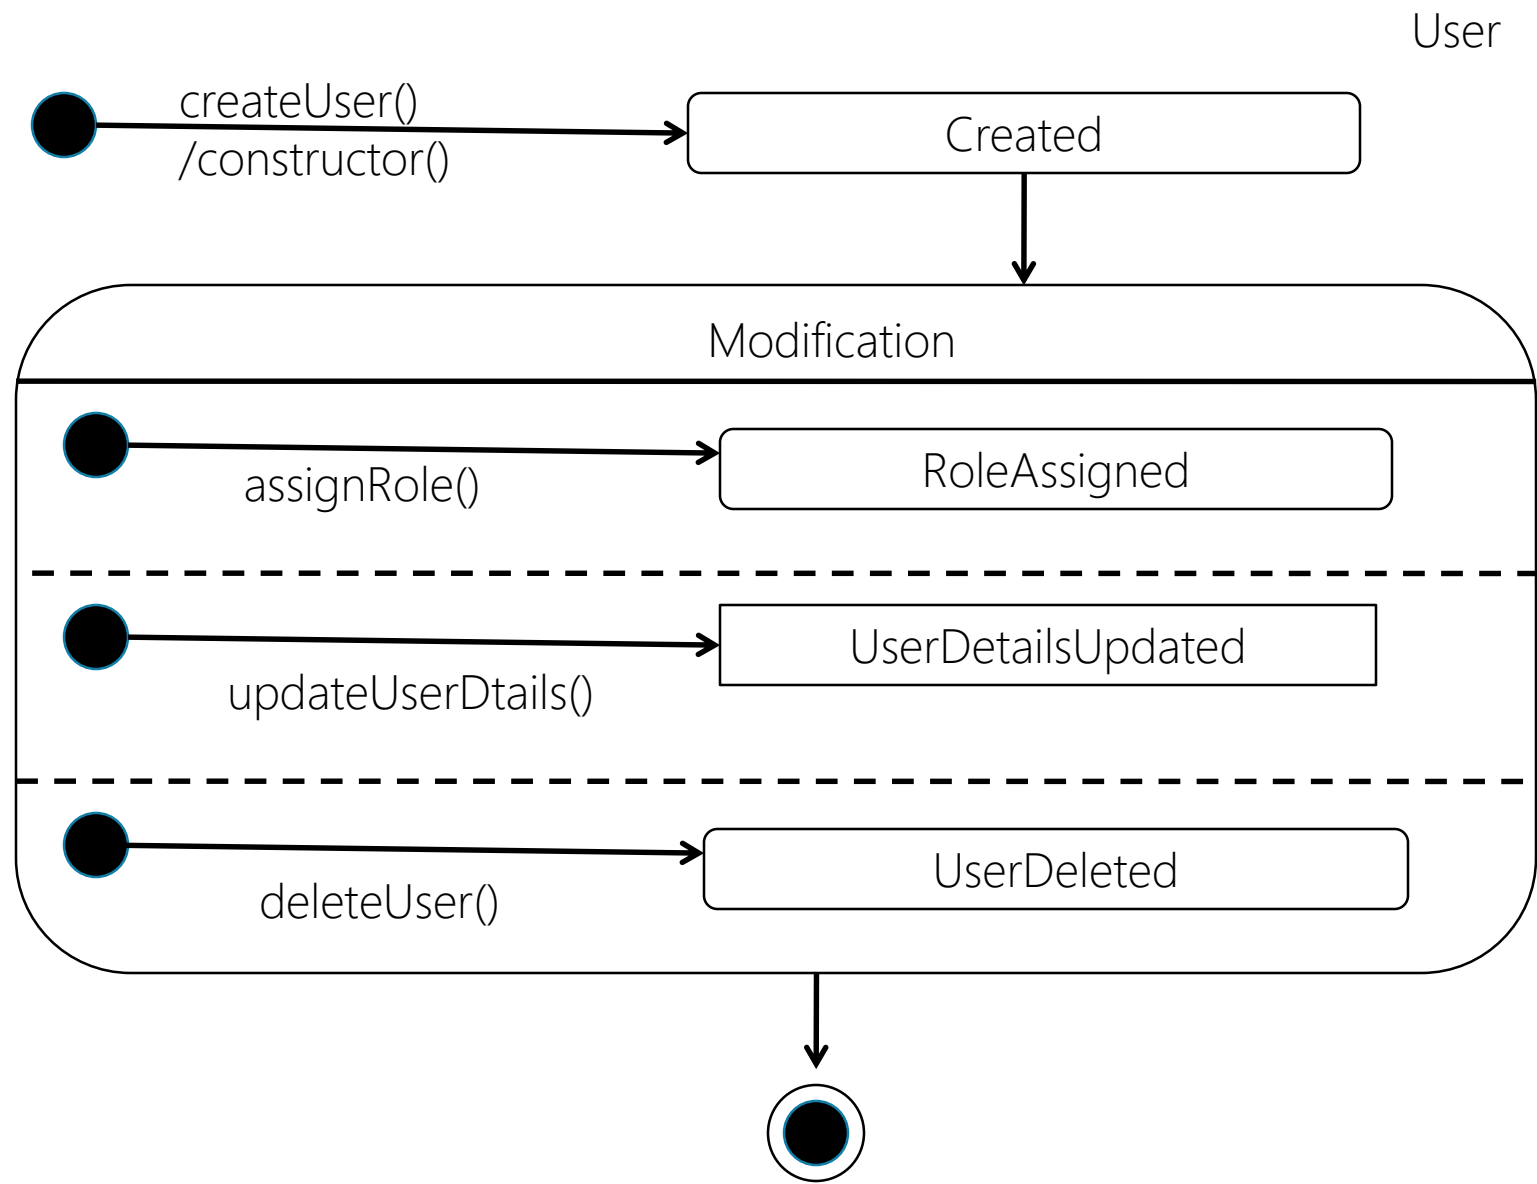 User
createUser()
/constructor()
Created
Modification
assignRole()
RoleAssigned
UserDetailsUpdated
updateUserDtails()
UserDeleted
deleteUser()